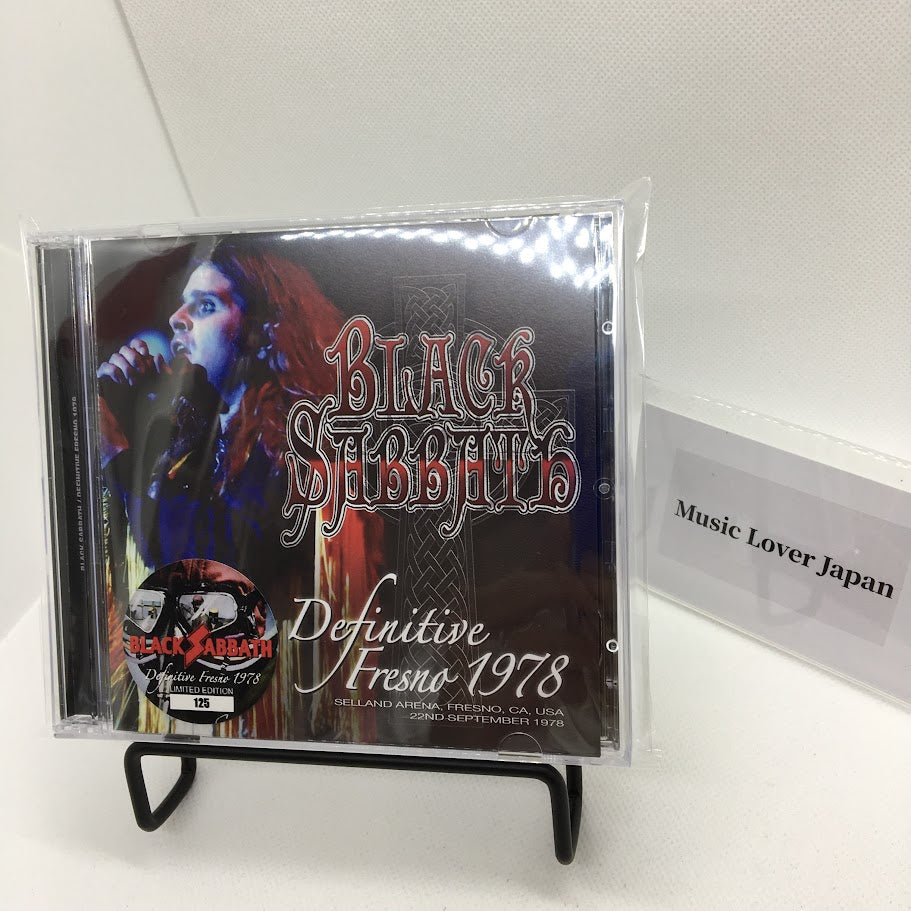 BLACK SABBATH / DEFINITIVE FRESNO 1978
BLACK
SABBATH
Definitive
Fresno 1978
SELLAND ARENA, FRESNO, CA, USA
22ND SEPTEMBER 1978
BLACK SABBATH
Definitive Fresno 1978
LIMITED EDITION
125
Music Lover Japan